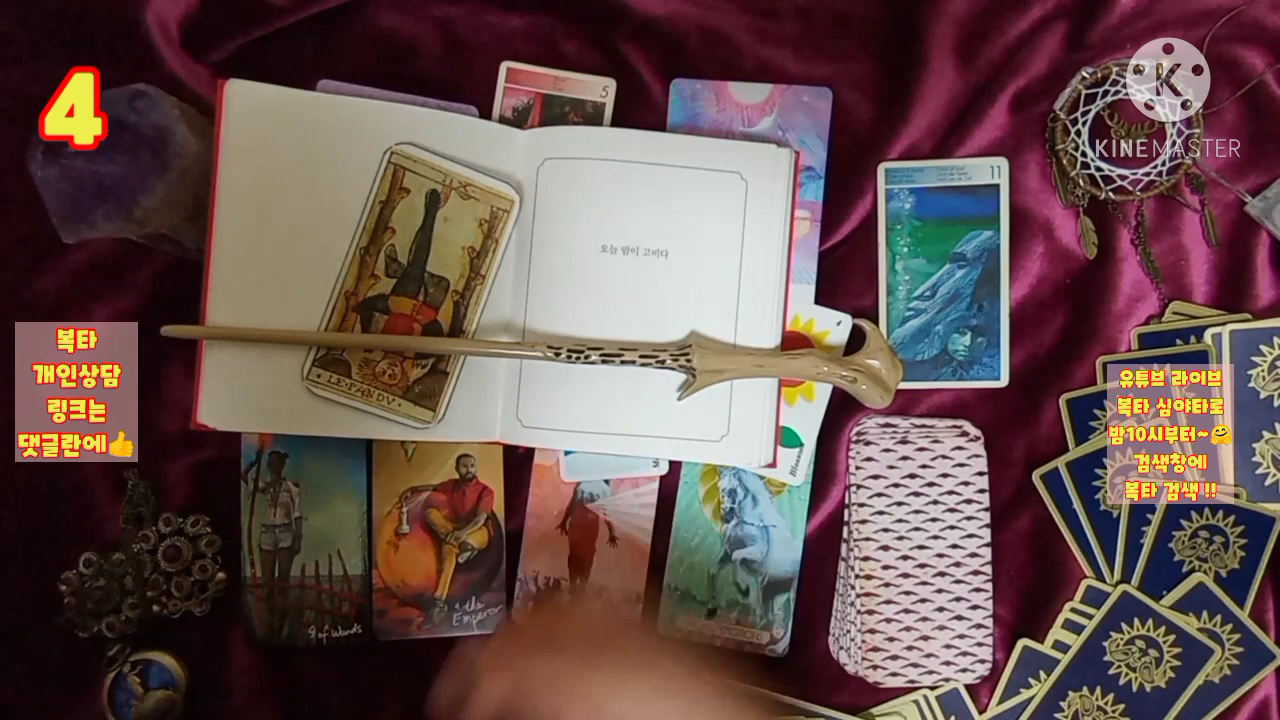 4
5
11
KINEMASTER
오늘 밤이 고비다
LE·PANDV·
복타
개인상담
링크는
댓글란에👍
유튜브 라이브
복타 심야타로
밤10시부터~🤗
검색창에
복타 검색 !!
9 of Wands
the
Emperor